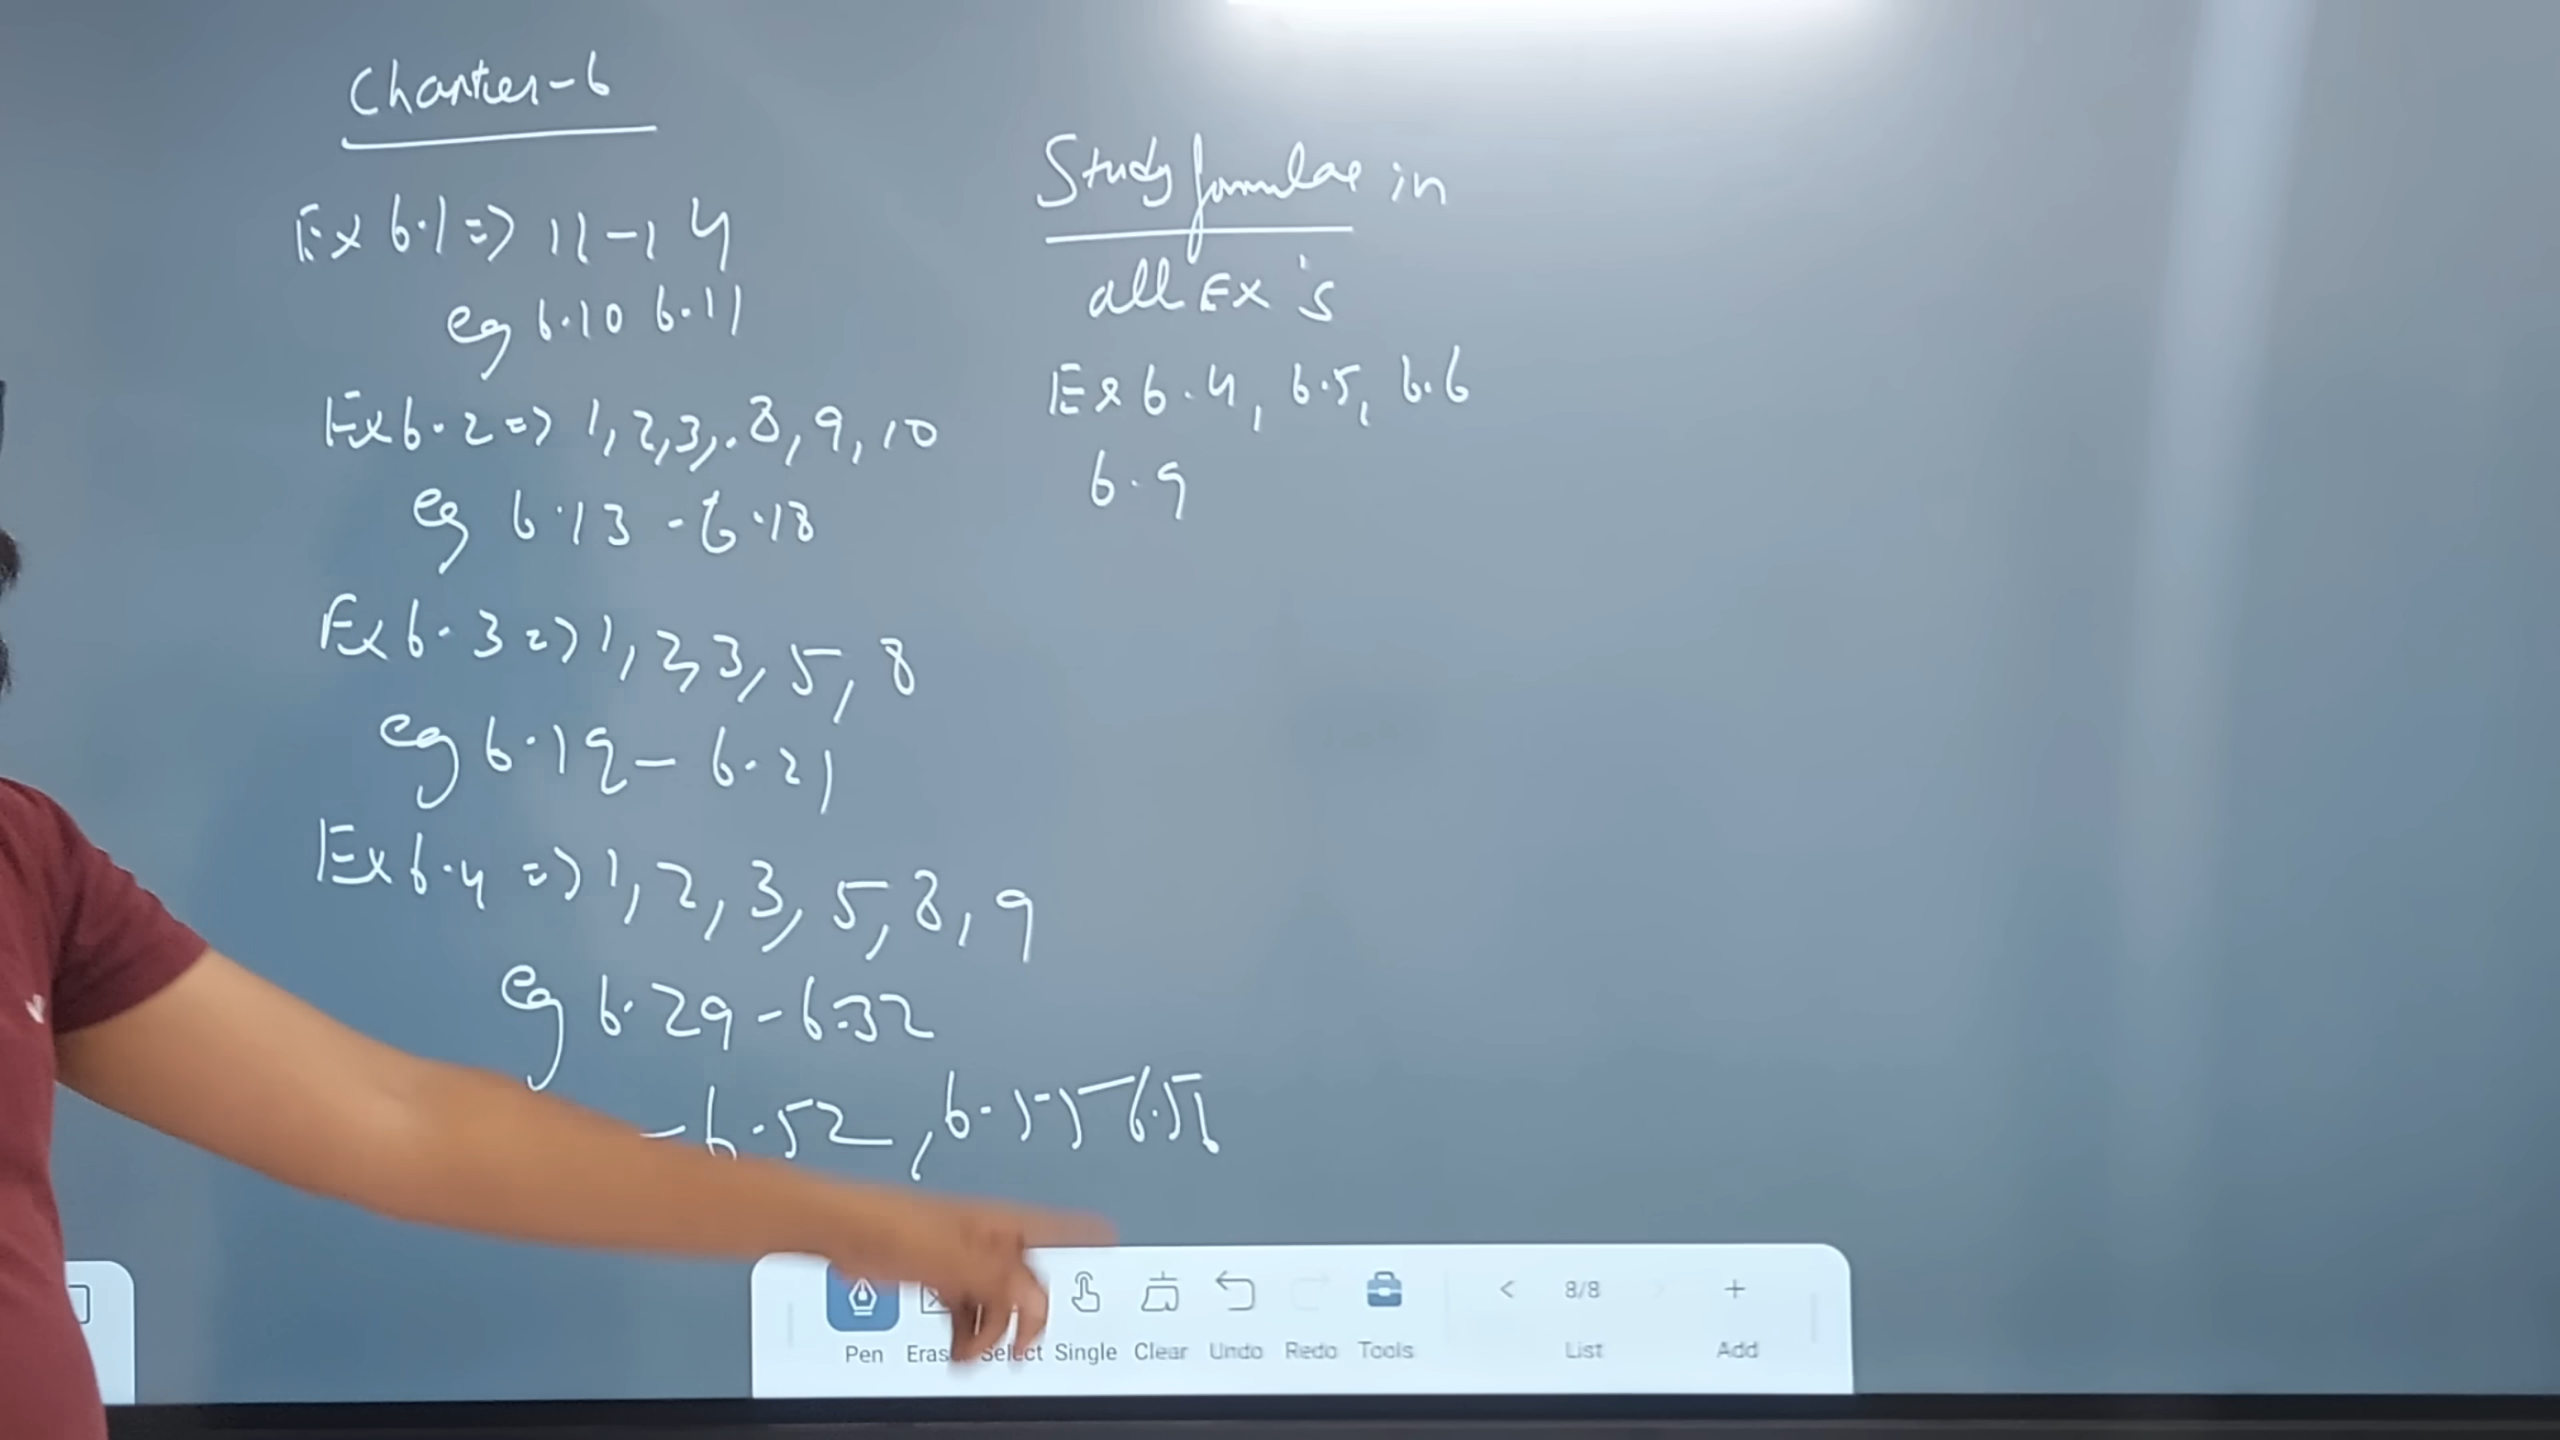 Chapter-6
Ex 6.1 => 11-14
eg 6.10 6.11
Ex 6.2 => 1,2,3,.8,9,10
eg 6.13 - 6.18
Ex 6.3 => 1,2,3,5,8
eg 6.19 - 6.21
Ex 6.4 => 1,2,3,5,8,9
eg 6.29 - 6.32
- 6.52, 6.55-6.56
Study formulae in
all Ex's
Ex 6.4, 6.5, 6.6
6.9
Pen Select Single Clear Undo Redo Tools 8/8 List Add